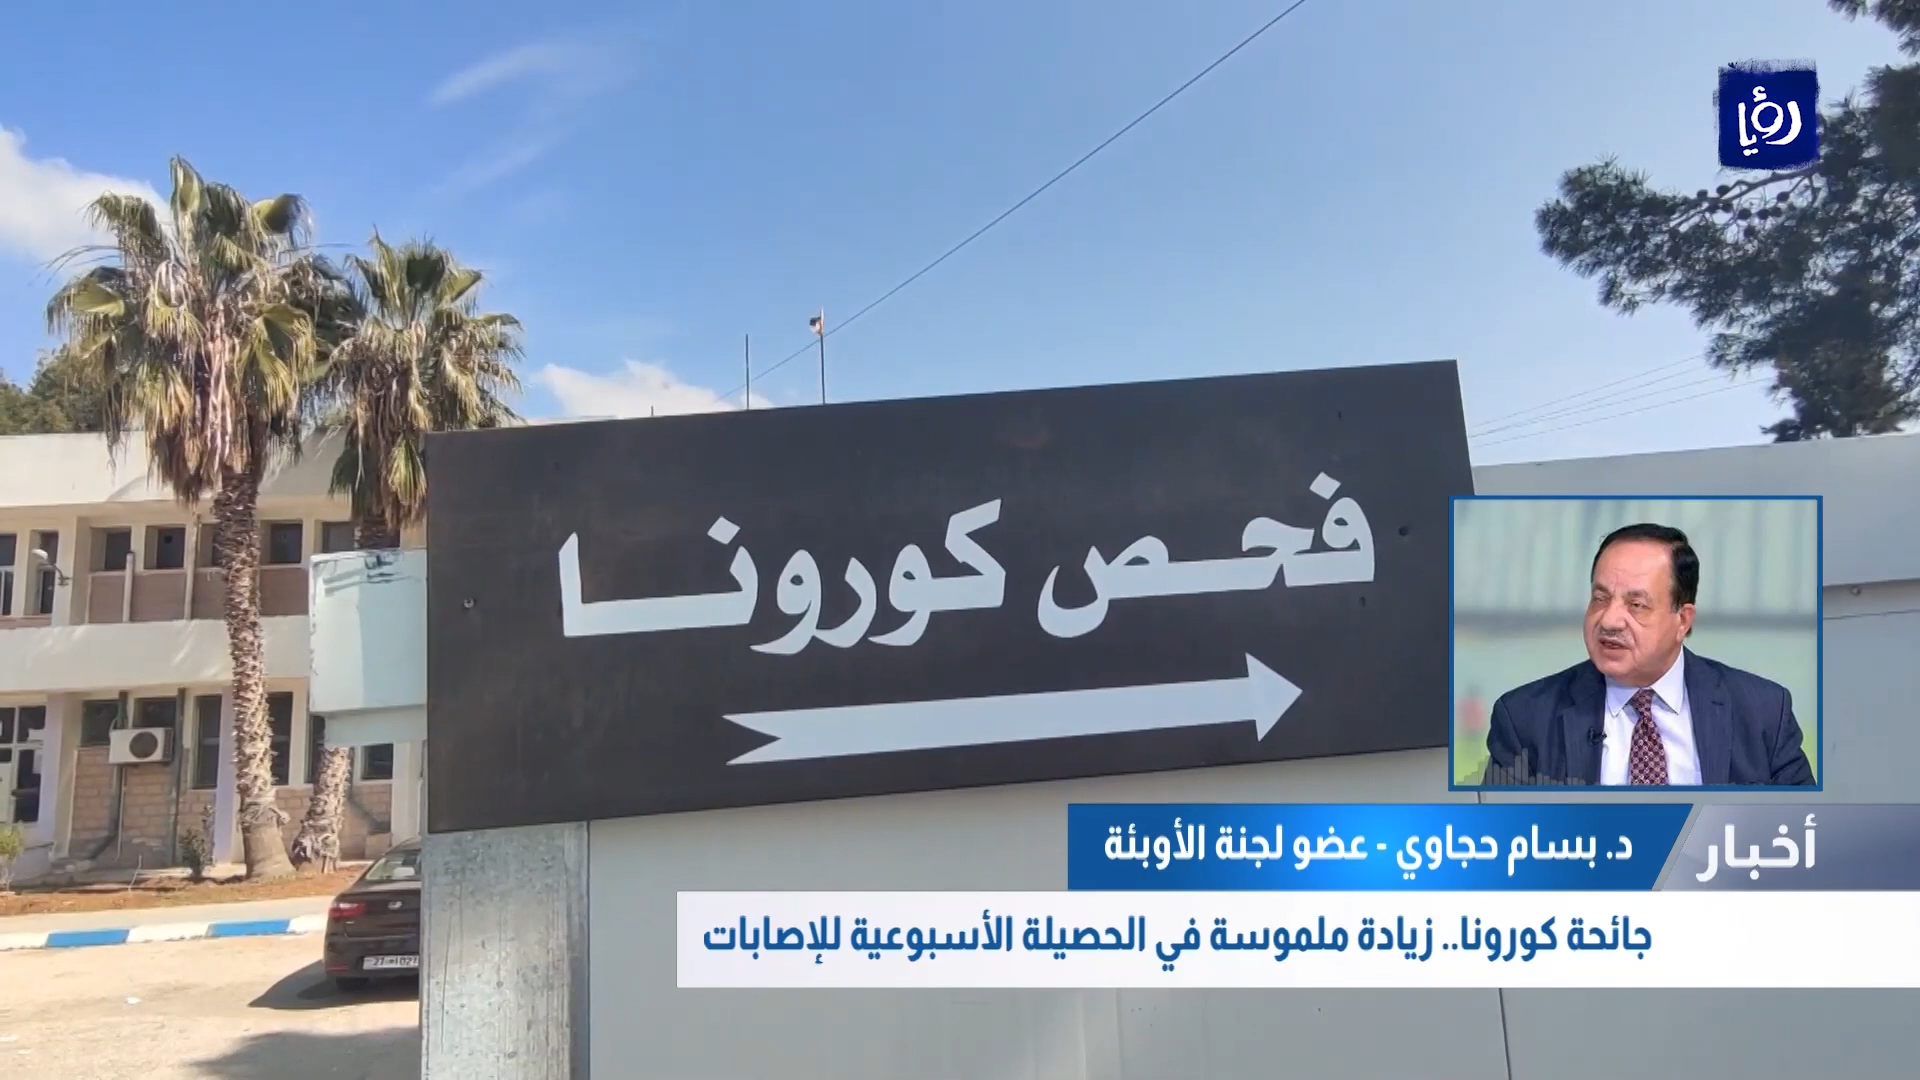 رؤيا
فحص كورونا
أخبار
د. بسام حجاوي - عضو لجنة الأوبئة
جائحة كورونا.. زيادة ملموسة في الحصيلة الأسبوعية للإصابات